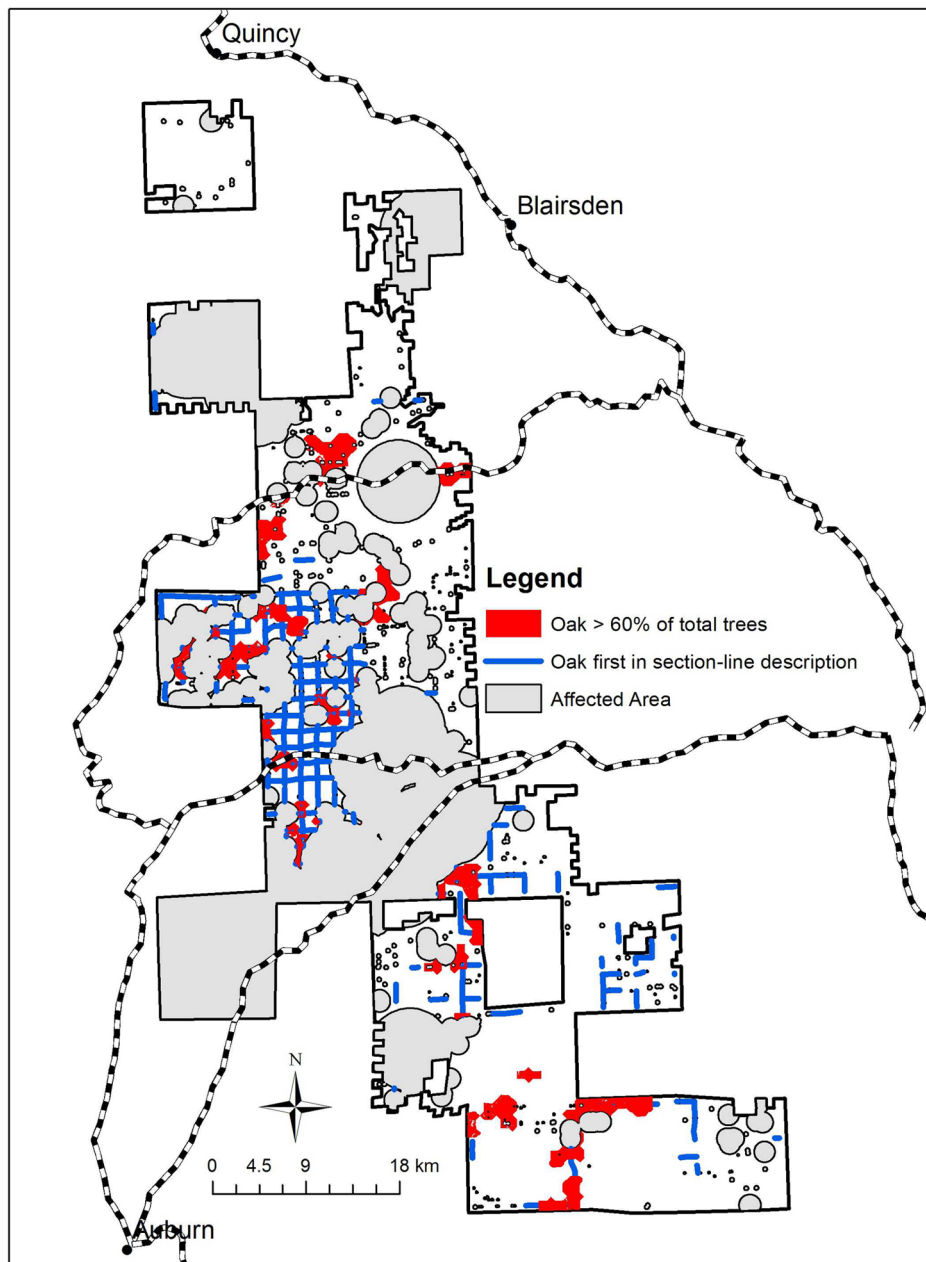 Quincy
Blairsden
Legend
Oak > 60% of total trees
Oak first in section-line description
Affected Area
N
0 4.5 9 18 km
Auburn